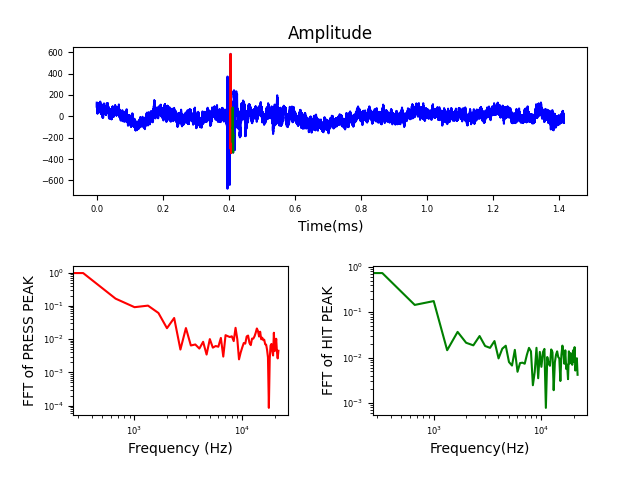 Amplitude
600
400
200
0
−200
−400
−600
0.0 0.2 0.4 0.6 0.8 1.0 1.2 1.4
Time(ms)
FFT of PRESS PEAK
10⁰
10⁻¹
10⁻²
10⁻³
10⁻⁴
10³ 10⁴
Frequency (Hz)
FFT of HIT PEAK
10⁰
10⁻¹
10⁻²
10⁻³
10³ 10⁴
Frequency(Hz)